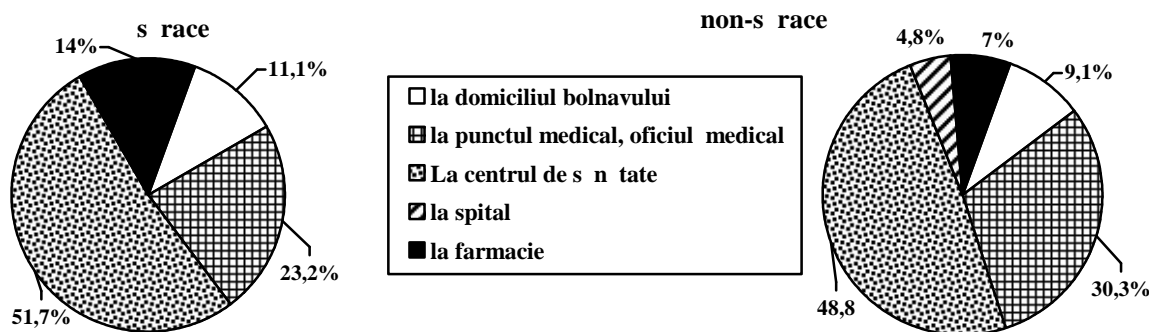 s race
non-s race
14%
11,1%
23,2%
51,7%
la domiciliul bolnavului
la punctul medical, oficiul medical
La centrul de s n tate
la spital
la farmacie
4,8%
7%
9,1%
30,3%
48,8